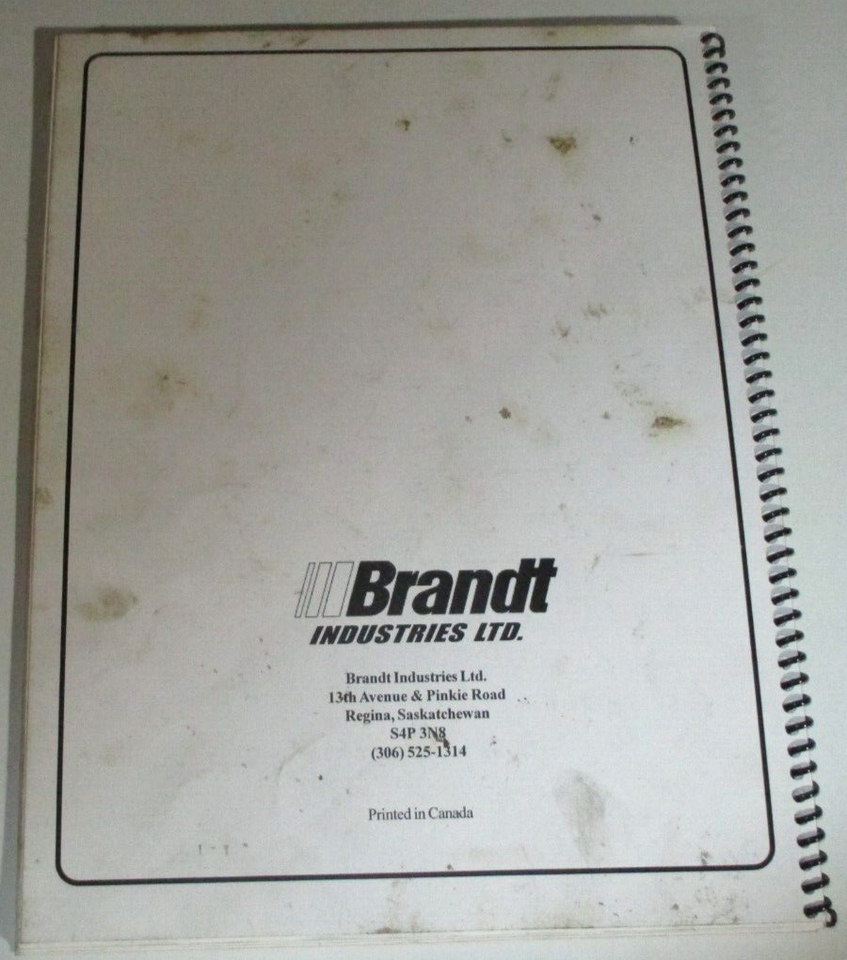 Brandt
INDUSTRIES LTD.
Brandt Industries Ltd.
13th Avenue & Pinkie Road
Regina, Saskatchewan
S4P 3N8
(306) 525-1314
Printed in Canada